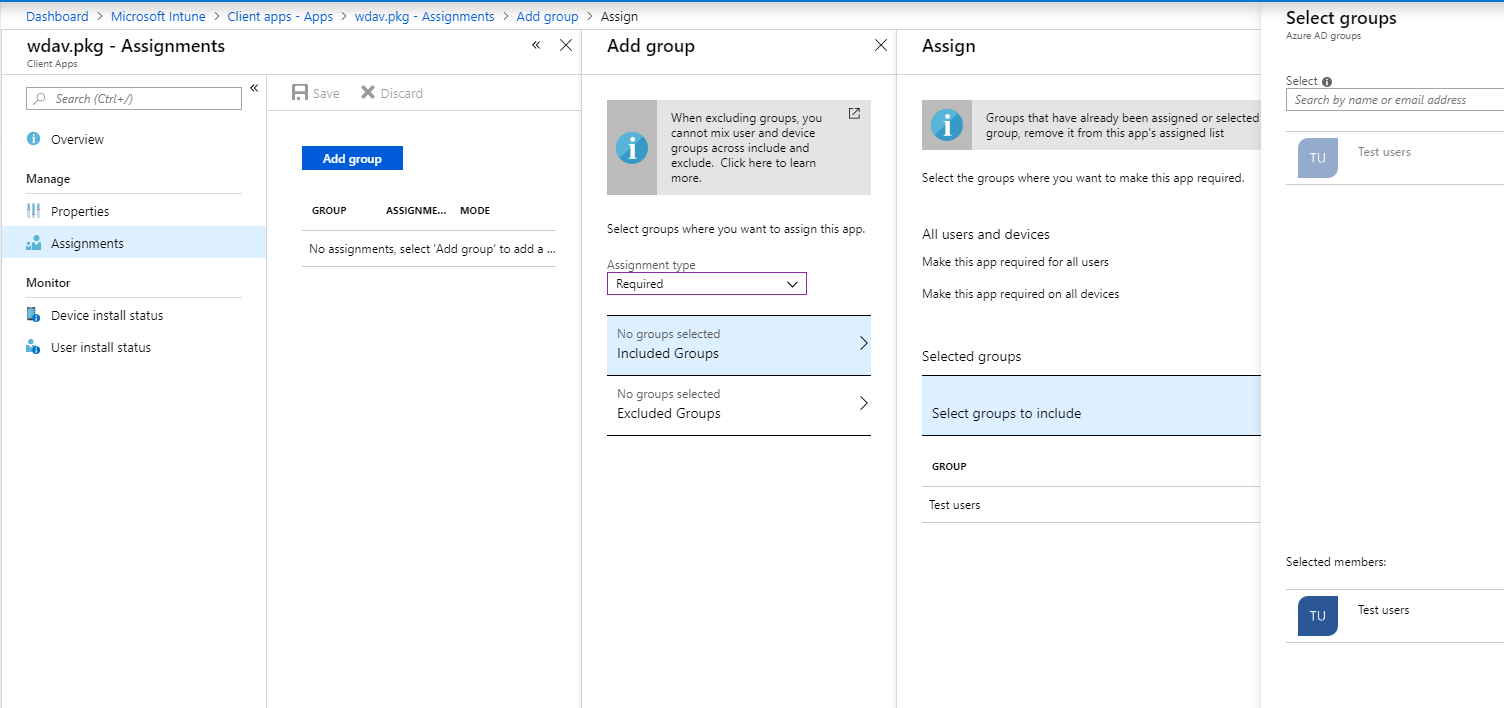 Dashboard > Microsoft Intune > Client apps - Apps > wdav.pkg - Assignments > Add group > Assign
wdav.pkg - Assignments
Client Apps
Search (Ctrl+/)
Overview
Manage
Properties
Assignments
Monitor
Device install status
User install status
Save
Discard
Add group
GROUP ASSIGNME... MODE
No assignments, select 'Add group' to add a ...
Add group
When excluding groups, you
cannot mix user and device
groups across include and
exclude. Click here to learn
more.
Select groups where you want to assign this app.
Assignment type
Required
No groups selected
Included Groups
No groups selected
Excluded Groups
Assign
Groups that have already been assigned or selected
group, remove it from this app's assigned list
Select the groups where you want to make this app required.
All users and devices
Make this app required for all users
Make this app required on all devices
Selected groups
Select groups to include
GROUP
Test users
Select groups
Azure AD groups
Select
Search by name or email address
TU
Test users
Selected members:
TU
Test users